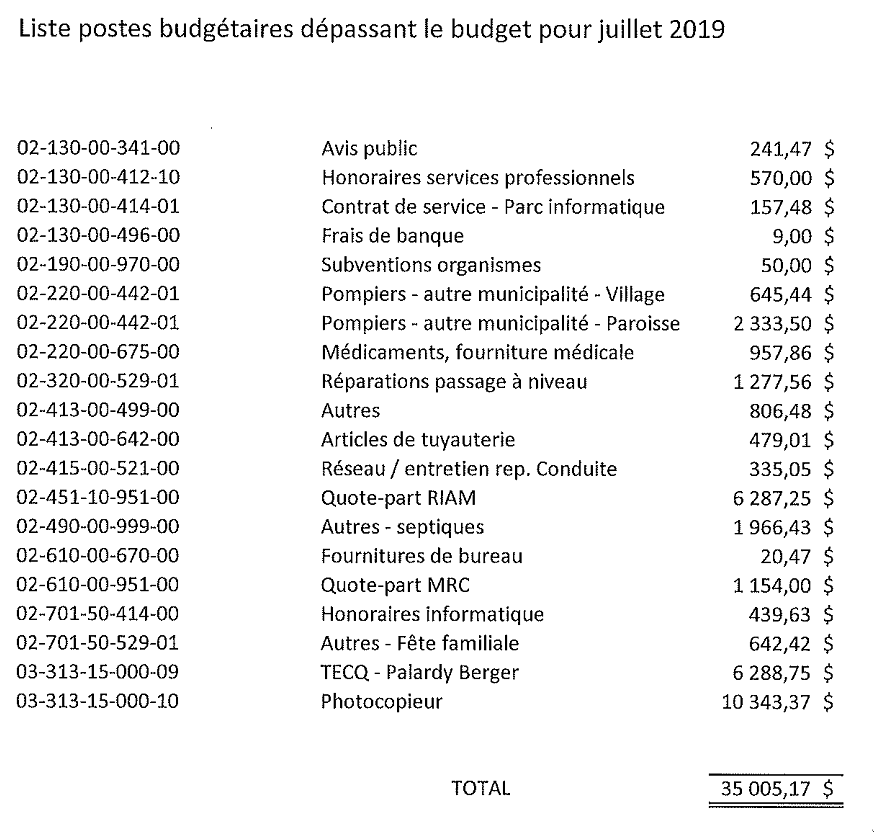 Liste postes budgétaires dépassant le budget pour juillet 2019
02-130-00-341-00 Avis public 241,47 $
02-130-00-412-10 Honoraires services professionnels 570,00 $
02-130-00-414-01 Contrat de service - Parc informatique 157,48 $
02-130-00-496-00 Frais de banque 9,00 $
02-190-00-970-00 Subventions organismes 50,00 $
02-220-00-442-01 Pompiers - autre municipalité - Village 645,44 $
02-220-00-442-01 Pompiers - autre municipalité - Paroisse 2 333,50 $
02-220-00-675-00 Médicaments, fourniture médicale 957,86 $
02-320-00-529-01 Réparations passage à niveau 1 277,56 $
02-413-00-499-00 Autres 806,48 $
02-413-00-642-00 Articles de tuyauterie 479,01 $
02-415-00-521-00 Réseau / entretien rep. Conduite 335,05 $
02-451-10-951-00 Quote-part RIAM 6 287,25 $
02-490-00-999-00 Autres - septiques 1 966,43 $
02-610-00-670-00 Fournitures de bureau 20,47 $
02-610-00-951-00 Quote-part MRC 1 154,00 $
02-701-50-414-00 Honoraires informatique 439,63 $
02-701-50-529-01 Autres - Fête familiale 642,42 $
03-313-15-000-09 TECQ - Palardy Berger 6 288,75 $
03-313-15-000-10 Photocopieur 10 343,37 $
TOTAL 35 005,17 $